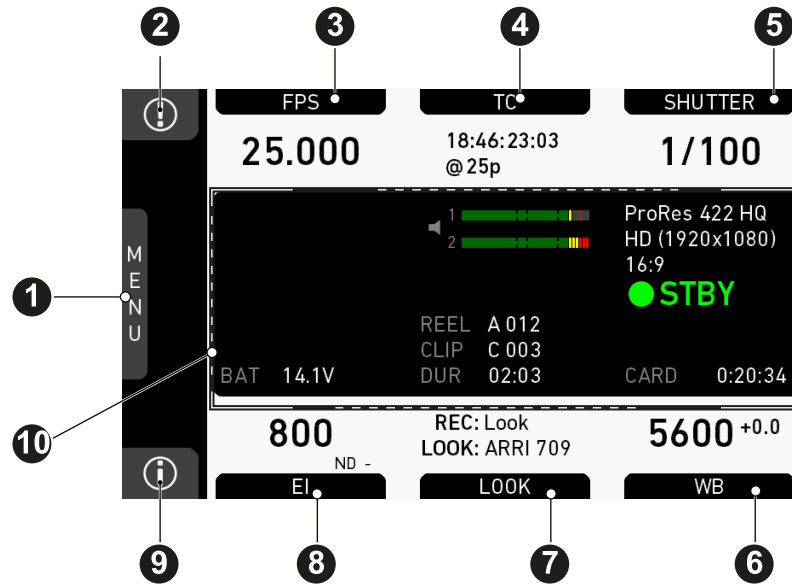 2 3 4 5
! FPS TC SHUTTER
25.000 18:46:23:03 1/100
@25p
1 ProRes 422 HQ
2 HD (1920x1080)
16:9
MENU
1
STBY
REEL A 012
CLIP C 003
BAT 14.1V DUR 02:03 CARD 0:20:34
10
800 REC: Look 5600 +0.0
LOOK: ARRI 709
ND -
i EI LOOK WB
9 8 7 6